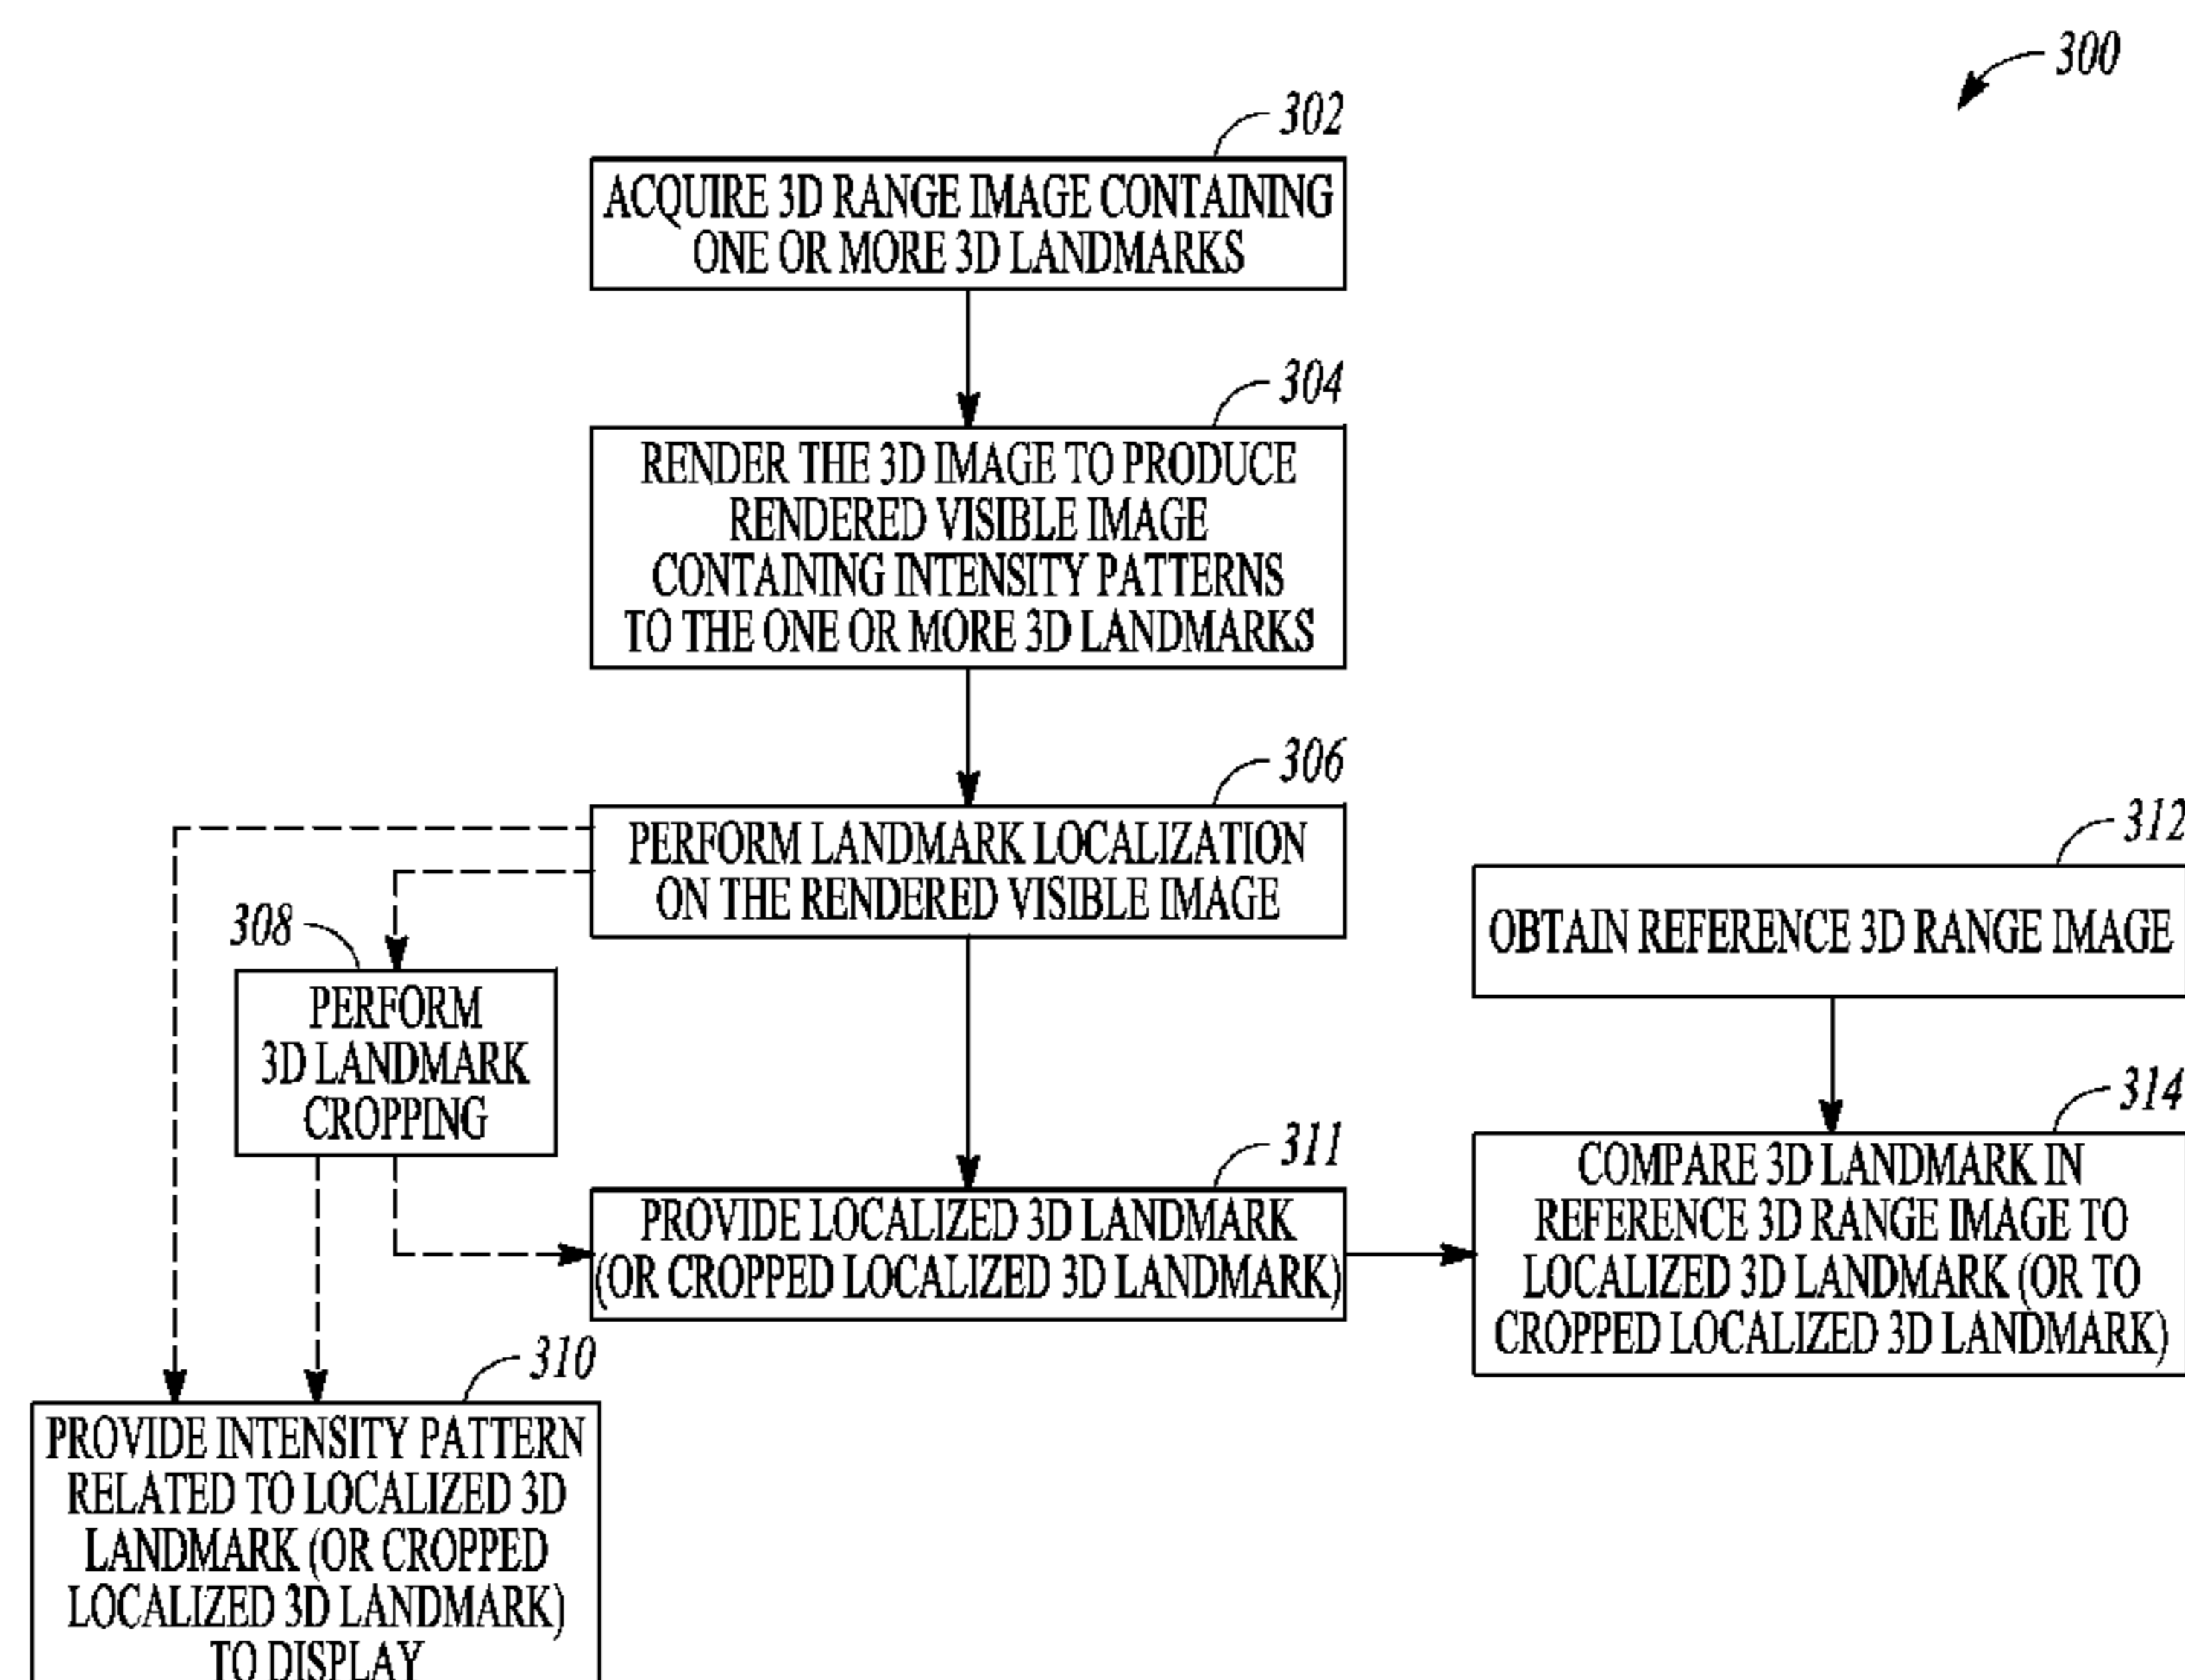 300
302
ACQUIRE 3D RANGE IMAGE CONTAINING
ONE OR MORE 3D LANDMARKS
304
RENDER THE 3D IMAGE TO PRODUCE
RENDERED VISIBLE IMAGE
CONTAINING INTENSITY PATTERNS
TO THE ONE OR MORE 3D LANDMARKS
306
PERFORM LANDMARK LOCALIZATION
ON THE RENDERED VISIBLE IMAGE
308
PERFORM
3D LANDMARK
CROPPING
310
PROVIDE INTENSITY PATTERN
RELATED TO LOCALIZED 3D
LANDMARK (OR CROPPED
LOCALIZED 3D LANDMARK)
TO DISPLAY
311
PROVIDE LOCALIZED 3D LANDMARK
(OR CROPPED LOCALIZED 3D LANDMARK)
312
OBTAIN REFERENCE 3D RANGE IMAGE
314
COMPARE 3D LANDMARK IN
REFERENCE 3D RANGE IMAGE TO
LOCALIZED 3D LANDMARK (OR TO
CROPPED LOCALIZED 3D LANDMARK)